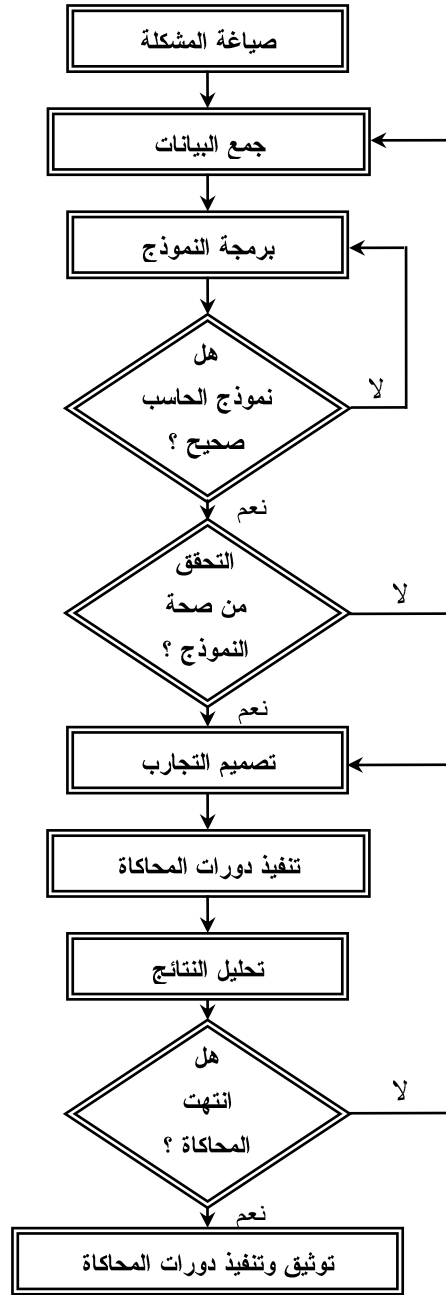 صياغة المشكلة
جمع البيانات
برمجة النموذج
هل
نموذج الحاسب
صحيح ؟
لا
نعم
التحقق
من صحة
النموذج ؟
لا
نعم
تصميم التجارب
تنفيذ دورات المحاكاة
تحليل النتائج
هل
انتهت
المحاكاة ؟
لا
نعم
توثيق وتنفيذ دورات المحاكاة